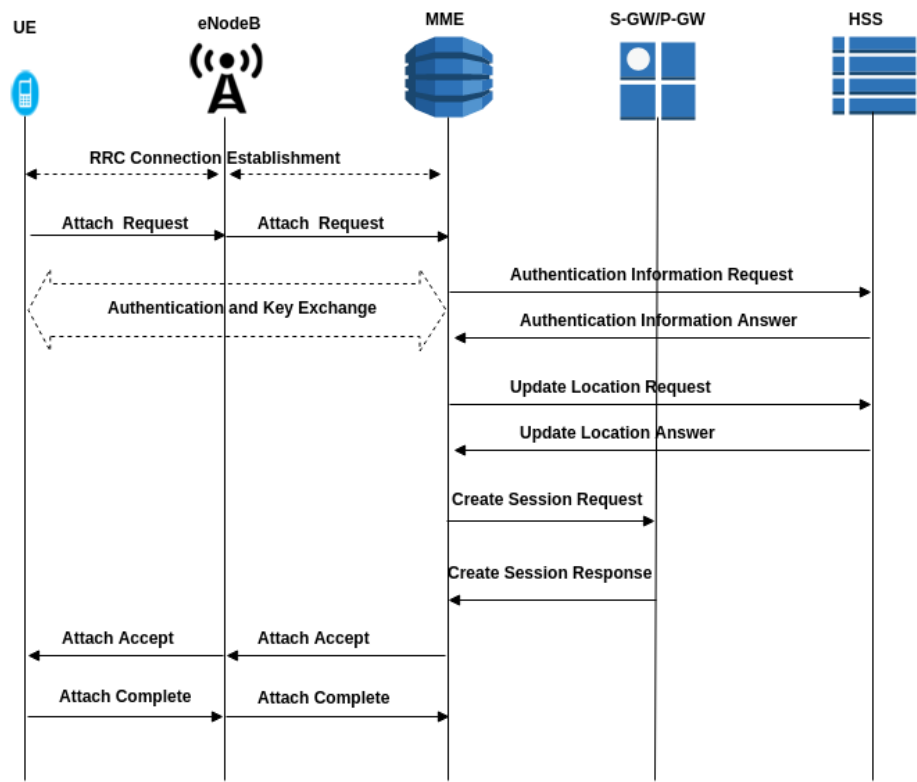 UE
eNodeB
MME
S-GW/P-GW
HSS
RRC Connection Establishment
Attach Request
Attach Request
Authentication Information Request
Authentication and Key Exchange
Authentication Information Answer
Update Location Request
Update Location Answer
Create Session Request
Create Session Response
Attach Accept
Attach Accept
Attach Complete
Attach Complete